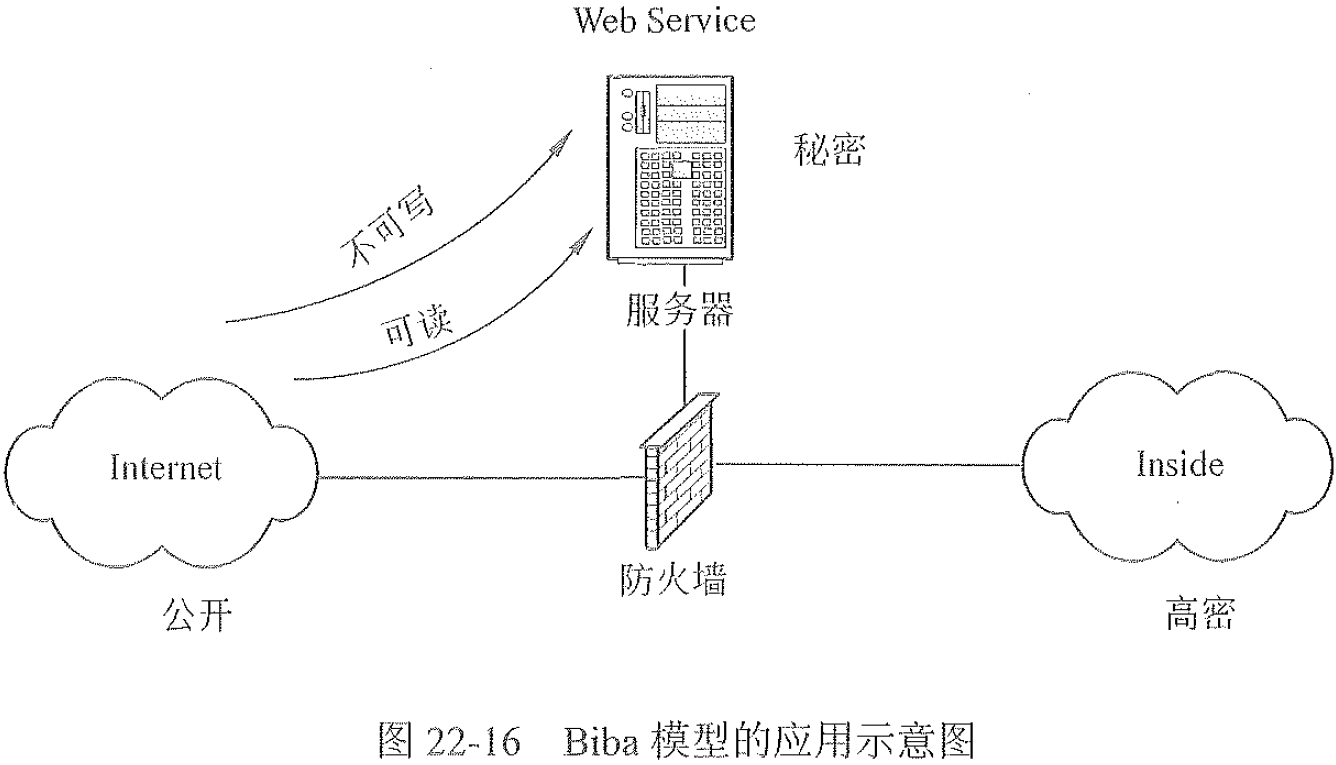 Web Service
秘密
不可写
可读
服务器
Internet
Inside
防火墙
公开
高密
图 22-16 Biba 模型的应用示意图